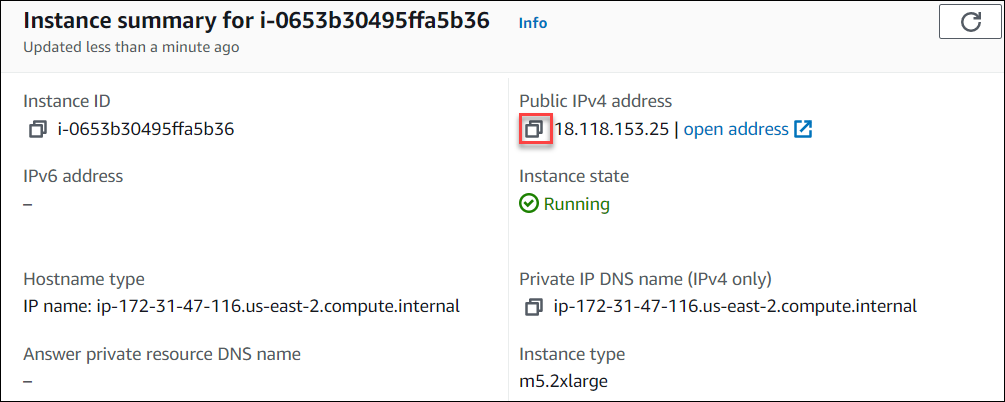 Instance summary for i-0653b30495ffa5b36 Info
Updated less than a minute ago
Instance ID
i-0653b30495ffa5b36
Public IPv4 address
18.118.153.25 | open address
IPv6 address
–
Instance state
Running
Hostname type
IP name: ip-172-31-47-116.us-east-2.compute.internal
Private IP DNS name (IPv4 only)
ip-172-31-47-116.us-east-2.compute.internal
Answer private resource DNS name
–
Instance type
m5.2xlarge